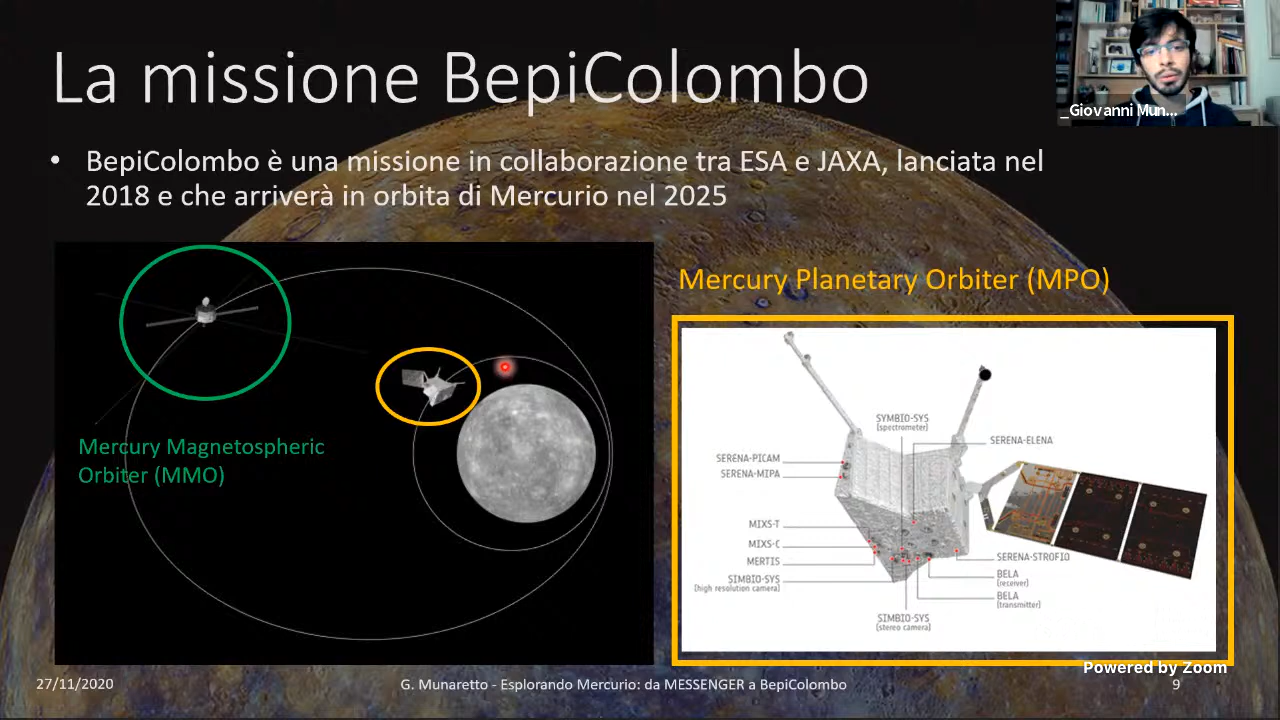 La missione BepiColombo
_Giovanni Mun...
• BepiColombo è una missione in collaborazione tra ESA e JAXA, lanciata nel
2018 e che arriverà in orbita di Mercurio nel 2025
Mercury Magnetospheric
Orbiter (MMO)
Mercury Planetary Orbiter (MPO)
SYMBIO-SYS
(spectrometer)
SERENA-ELENA
SERENA-PICAM
SERENA-MIPA
MIXS-T
MIXS-C
MERTIS
SIMBIO-SYS
(high resolution camera)
SERENA-STROFIO
BELA
(receiver)
BELA
(transmitter)
SIMBIO-SYS
(stereo camera)
Powered by Zoom
27/11/2020
G. Munaretto - Esplorando Mercurio: da MESSENGER a BepiColombo
9